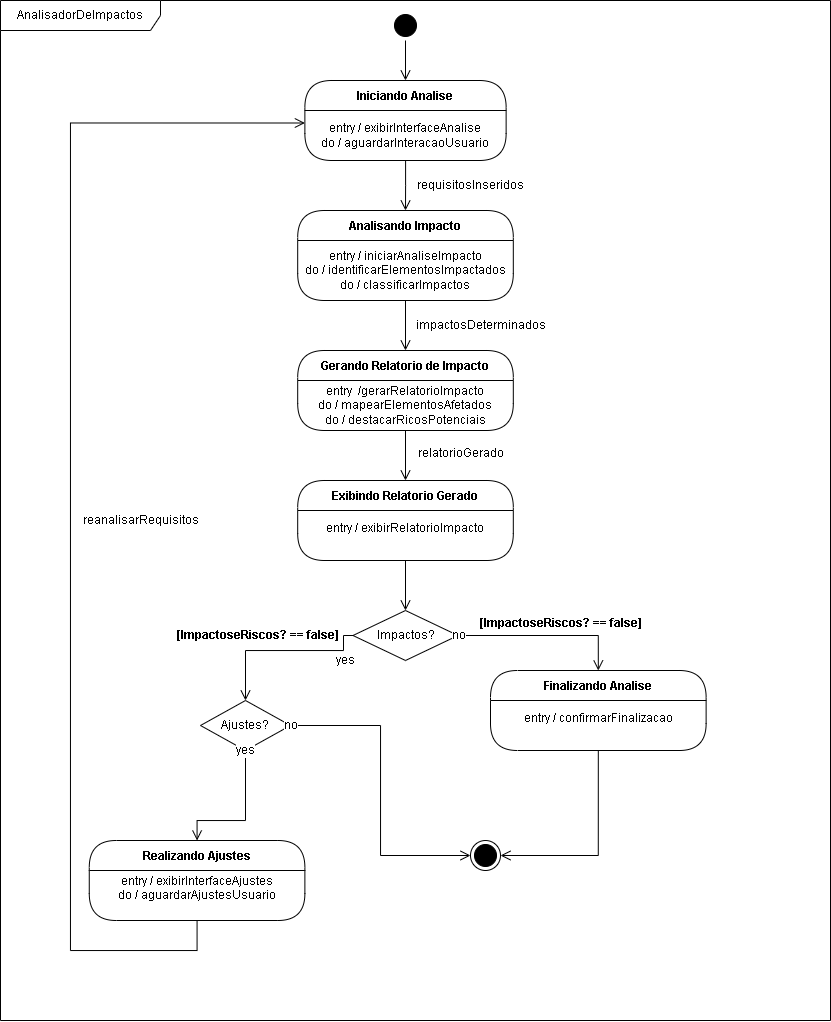 AnalisadorDeImpactos
Iniciando Analise
entry / exibirInterfaceAnalise
do / aguardarInteracaoUsuario
requisitosInseridos
Analisando Impacto
entry / iniciarAnaliseImpacto
do / identificarElementosImpactados
do / classificarImpactos
impactosDeterminados
Gerando Relatorio de Impacto
entry /gerarRelatorioImpacto
do / mapearElementosAfetados
do / destacarRicosPotenciais
relatorioGerado
Exibindo Relatorio Gerado
entry / exibirRelatorioImpacto
reanalisarRequisitos
[ImpactoseRiscos? == false]
Impactos?
no
[ImpactoseRiscos? == false]
yes
Finalizando Analise
entry / confirmarFinalizacao
Ajustes?
no
yes
Realizando Ajustes
entry / exibirInterfaceAjustes
do / aguardarAjustesUsuario